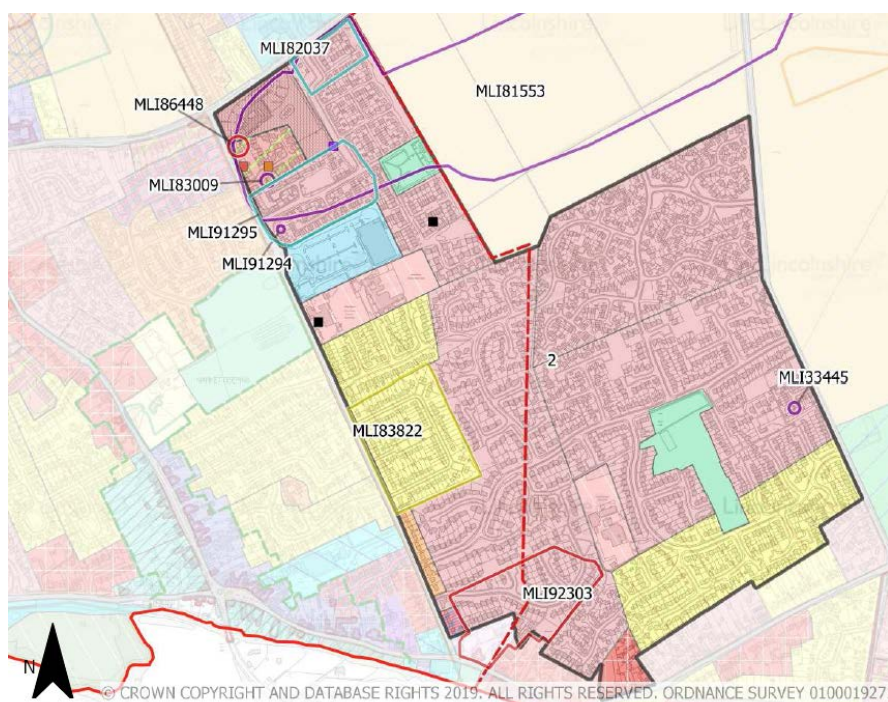 MLI82037
MLI81553
MLI86448
MLI83009
MLI91295
MLI91294
2
MLI33445
MLI83822
MLI92303
N
© CROWN COPYRIGHT AND DATABASE RIGHTS 2019. ALL RIGHTS RESERVED. ORDNANCE SURVEY 010001927